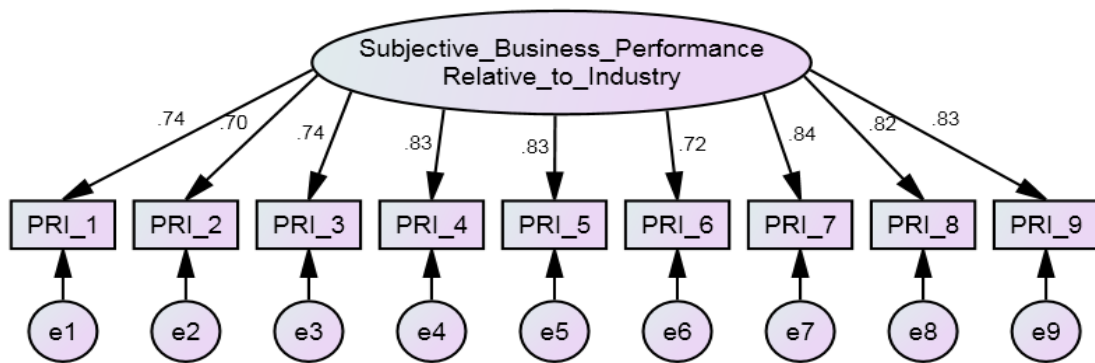 Subjective_Business_Performance
Relative_to_Industry
.74
.70
.74
.83
.83
.72
.84
.82
.83
PRI_1
PRI_2
PRI_3
PRI_4
PRI_5
PRI_6
PRI_7
PRI_8
PRI_9
e1
e2
e3
e4
e5
e6
e7
e8
e9